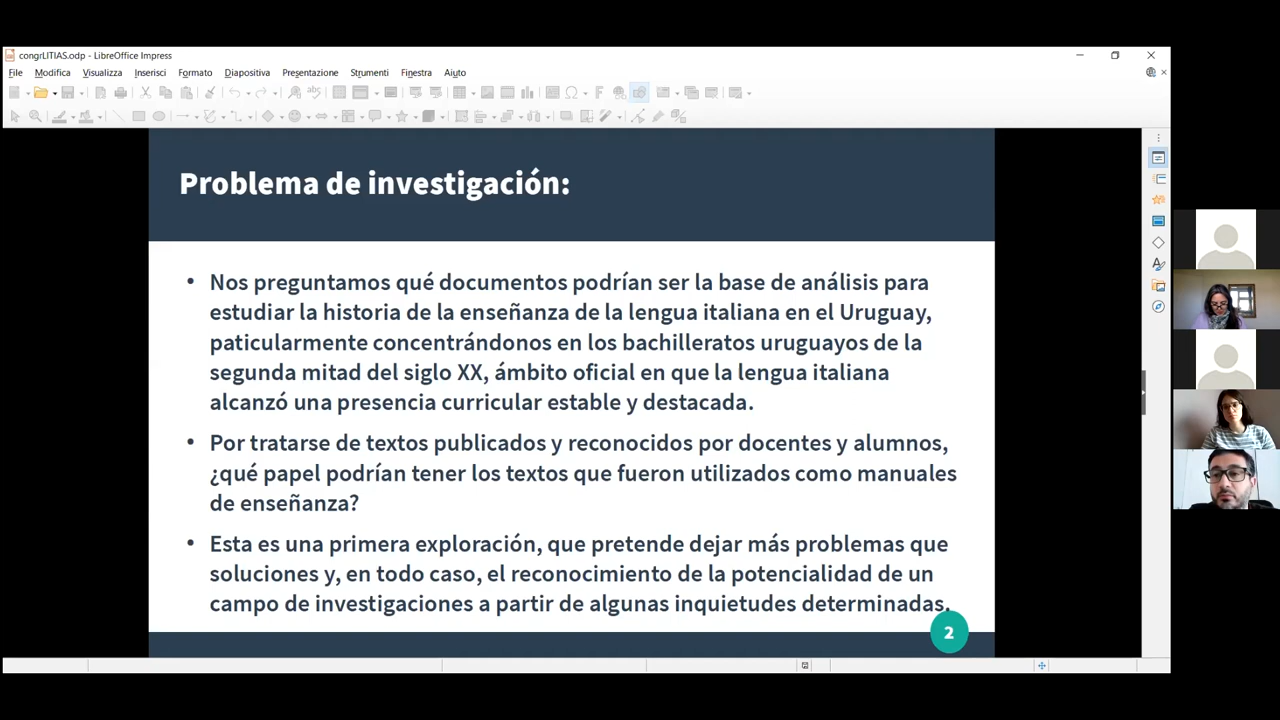 congrLITIAS.odp - LibreOffice Impress
File Modifica Visualizza Inserisci Formato Diapositiva Presentazione Strumenti Finestra Aiuto
Problema de investigación:
• Nos preguntamos qué documentos podrían ser la base de análisis para
estudiar la historia de la enseñanza de la lengua italiana en el Uruguay,
paticularmente concentrándonos en los bachilleratos uruguayos de la
segunda mitad del siglo XX, ámbito oficial en que la lengua italiana
alcanzó una presencia curricular estable y destacada.
• Por tratarse de textos publicados y reconocidos por docentes y alumnos,
¿qué papel podrían tener los textos que fueron utilizados como manuales
de enseñanza?
• Esta es una primera exploración, que pretende dejar más problemas que
soluciones y, en todo caso, el reconocimiento de la potencialidad de un
campo de investigaciones a partir de algunas inquietudes determinadas.
2